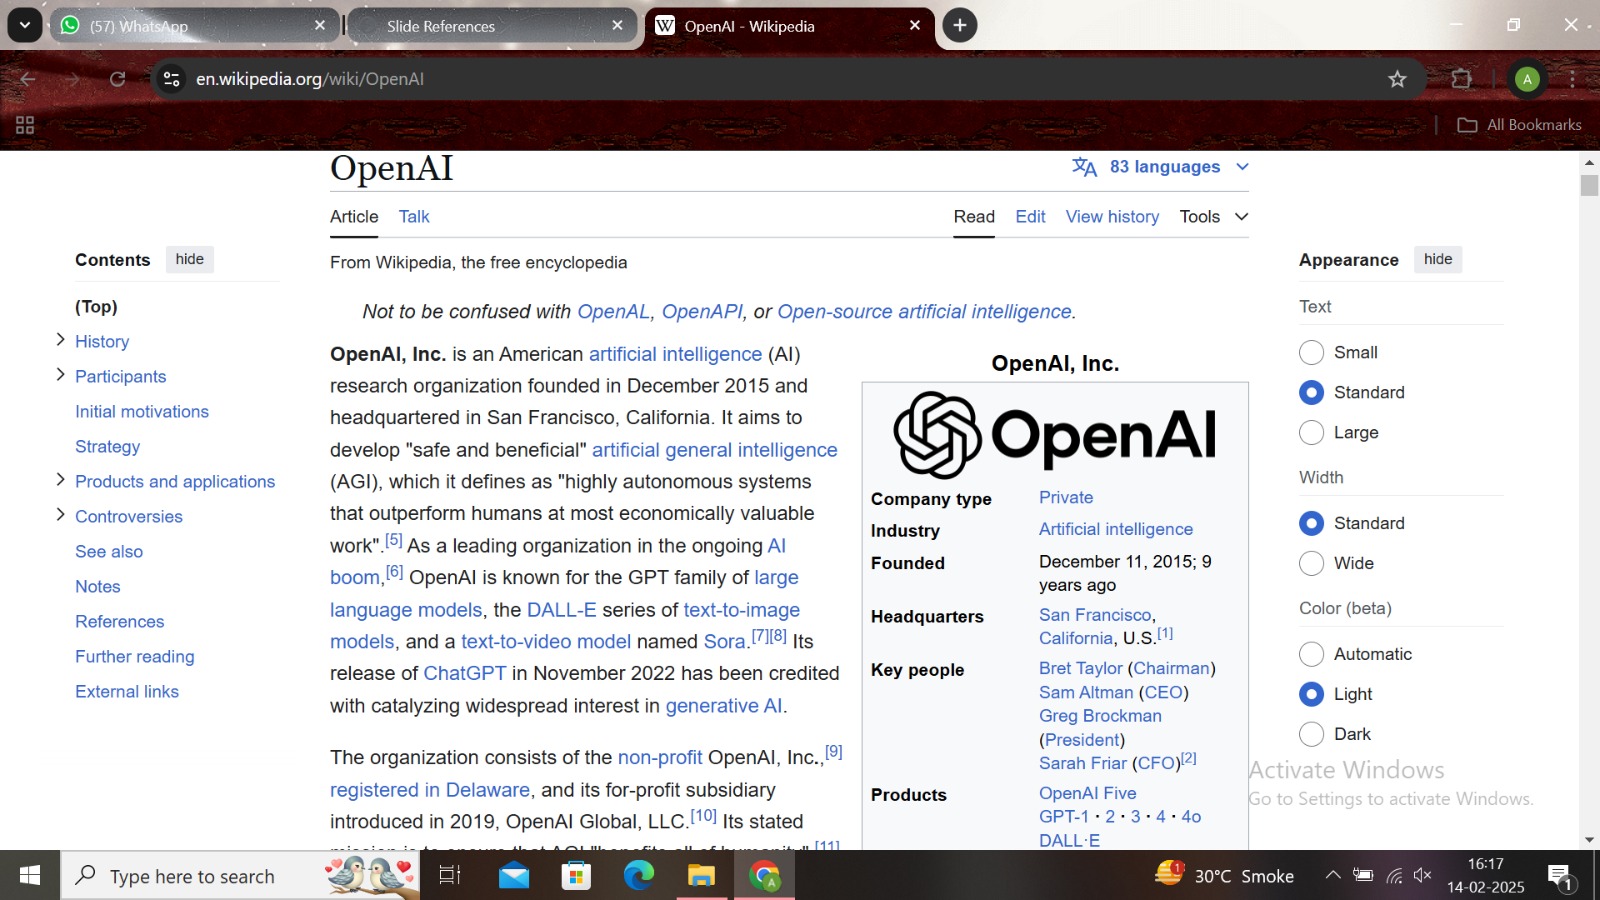 (57) WhatsApp
Slide References
OpenAI - Wikipedia
en.wikipedia.org/wiki/OpenAI
A
All Bookmarks
OpenAI
83 languages
Article Talk
Read Edit View history Tools
Contents hide
(Top)
History
Participants
Initial motivations
Strategy
Products and applications
Controversies
See also
Notes
References
Further reading
External links
From Wikipedia, the free encyclopedia
Not to be confused with OpenAL, OpenAPI, or Open-source artificial intelligence.
OpenAI, Inc. is an American artificial intelligence (AI)
research organization founded in December 2015 and
headquartered in San Francisco, California. It aims to
develop "safe and beneficial" artificial general intelligence
(AGI), which it defines as "highly autonomous systems
that outperform humans at most economically valuable
work".[5] As a leading organization in the ongoing AI
boom,[6] OpenAI is known for the GPT family of large
language models, the DALL-E series of text-to-image
models, and a text-to-video model named Sora.[7][8] Its
release of ChatGPT in November 2022 has been credited
with catalyzing widespread interest in generative AI.
The organization consists of the non-profit OpenAI, Inc.,[9]
registered in Delaware, and its for-profit subsidiary
introduced in 2019, OpenAI Global, LLC.[10] Its stated
mission is to ensure that AGI "benefits all of humanity".[11]
OpenAI, Inc.
OpenAI
Company type Private
Industry Artificial intelligence
Founded December 11, 2015; 9
years ago
Headquarters San Francisco,
California, U.S.[1]
Key people Bret Taylor (Chairman)
Sam Altman (CEO)
Greg Brockman
(President)
Sarah Friar (CFO)[2]
Products OpenAI Five
GPT-1 · 2 · 3 · 4 · 4o
DALL·E
Appearance hide
Text
Small
Standard
Large
Width
Standard
Wide
Color (beta)
Automatic
Light
Dark
Activate Windows
Go to Settings to activate Windows.
Type here to search
A
1
30°C Smoke
16:17
14-02-2025
1